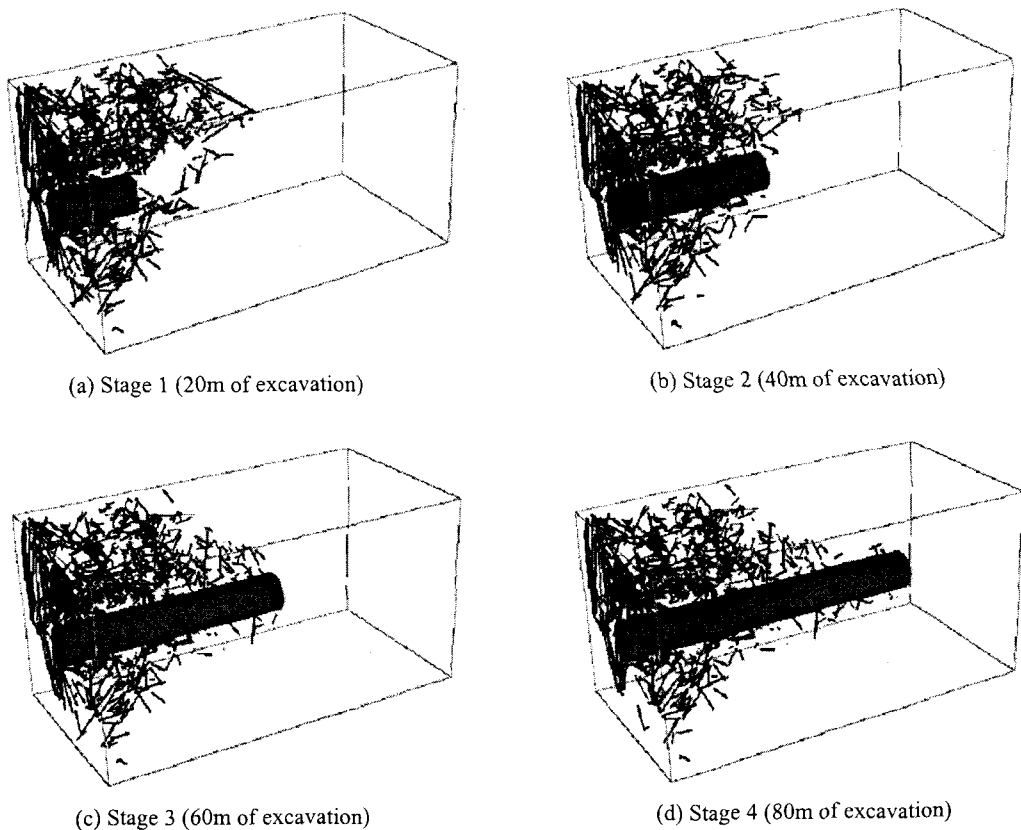 (a) Stage 1 (20m of excavation)
(b) Stage 2 (40m of excavation)
(c) Stage 3 (60m of excavation)
(d) Stage 4 (80m of excavation)